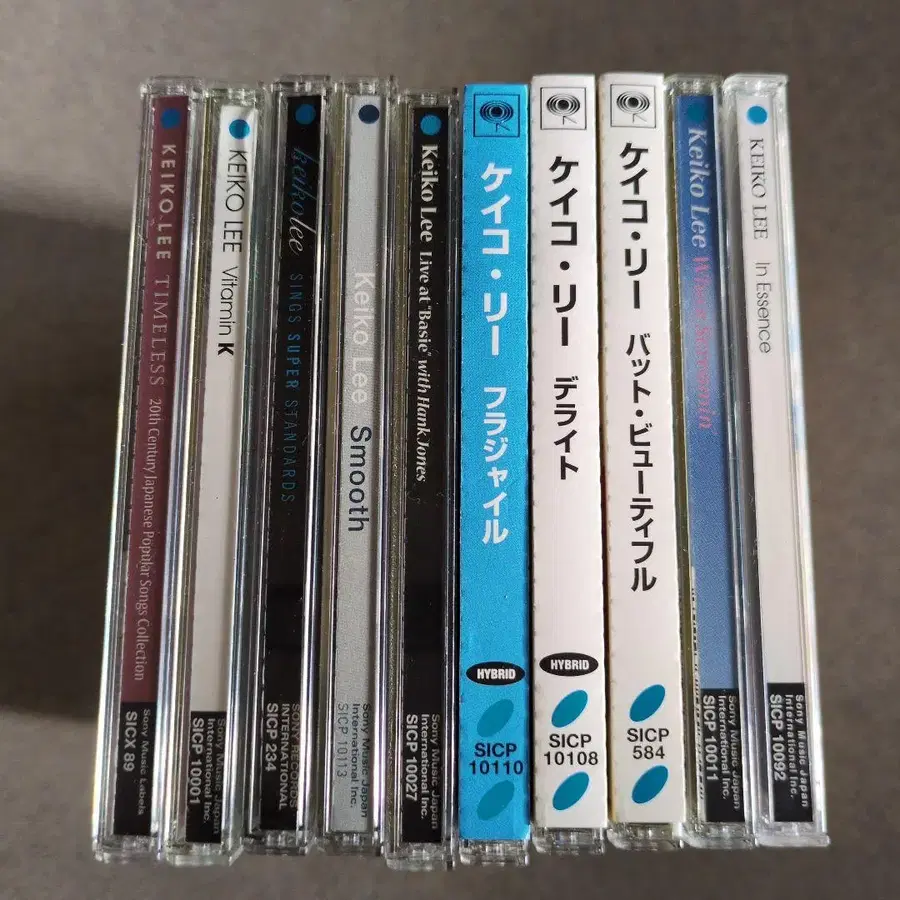 KEIKO LEE TIMELESS 20th Century Japanese Popular Songs Collection
Sony Music Labels
SICX 89
KEIKO LEE Vitamin K
Sony Music Japan
International Inc.
SICP 10001
keiko lee SINGS SUPER STANDARDS
SONY RECORDS
INTERNATIONAL
SICP 234
Keiko Lee Smooth
Sony Music Japan
International Inc.
SICP 10113
Keiko Lee Live at "Basie" with Hank Jones
Sony Music Japan
International Inc.
SICP 10027
ケイコ・リー フラジャイル
HYBRID
SICP
10110
ケイコ・リー デライト
HYBRID
SICP
10108
ケイコ・リー バット・ビューティフル
SICP
584
Keiko Lee Who's Screamin'
Sony Music Japan
International Inc.
SICP 10011
KEIKO LEE In Essence
Sony Music Japan
International Inc.
SICP 10092